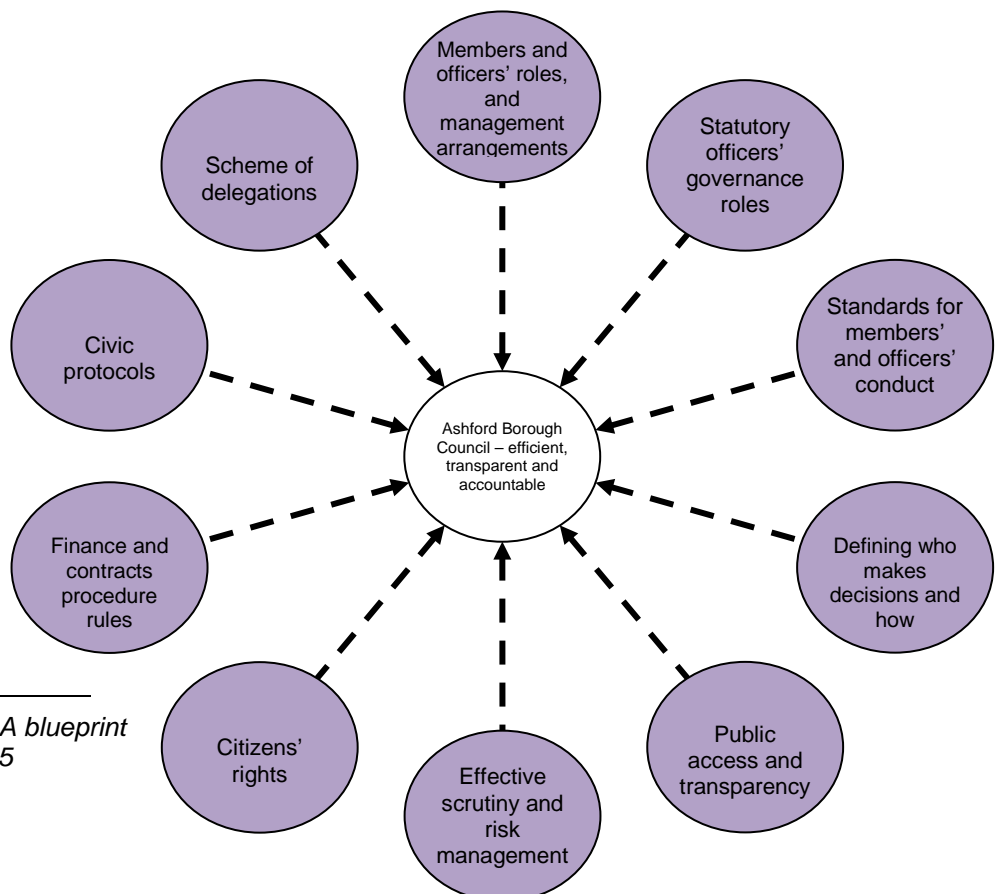 Members and
officers’ roles,
and
management
arrangements
Statutory
officers’
governance
roles
Standards for
members’
and officers’
conduct
Defining who
makes
decisions and
how
Public
access and
transparency
Effective
scrutiny and
risk
management
Citizens’
rights
Finance and
contracts
procedure
rules
Civic
protocols
Scheme of
delegations
Ashford Borough
Council – efficient,
transparent and
accountable
A blueprint
5